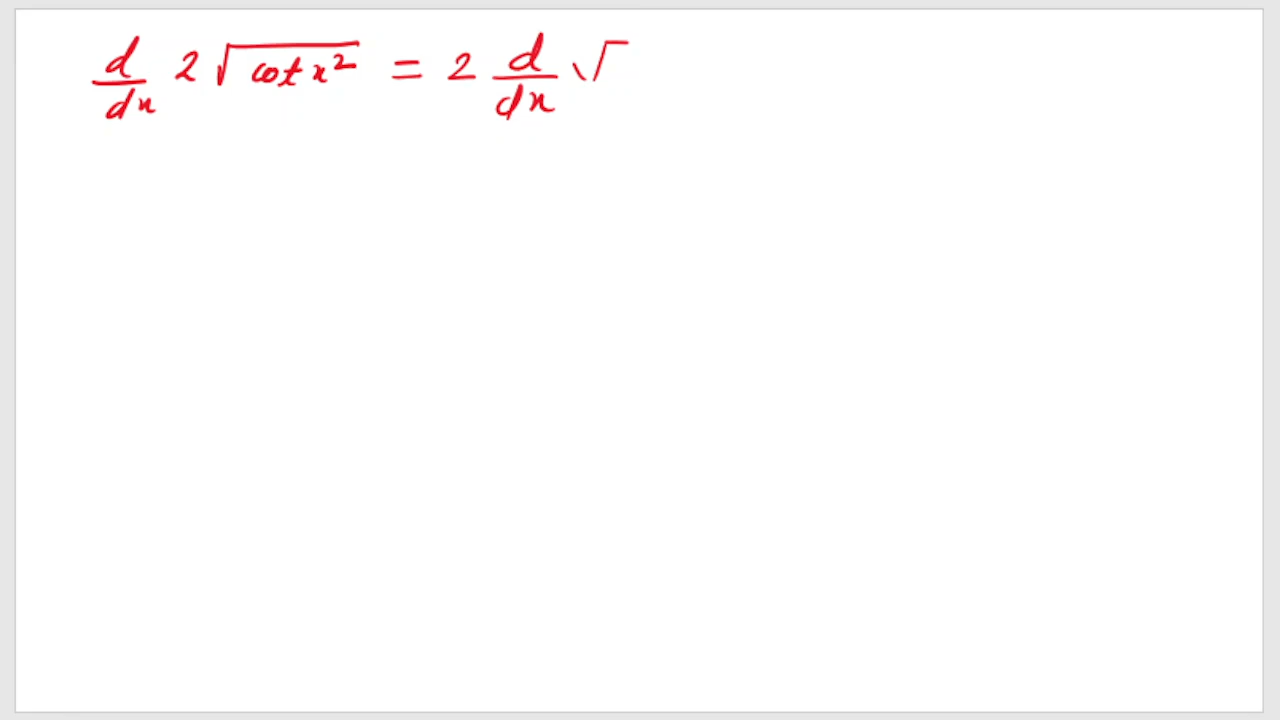 d/dx 2 √(cot x²) = 2 d/dx √